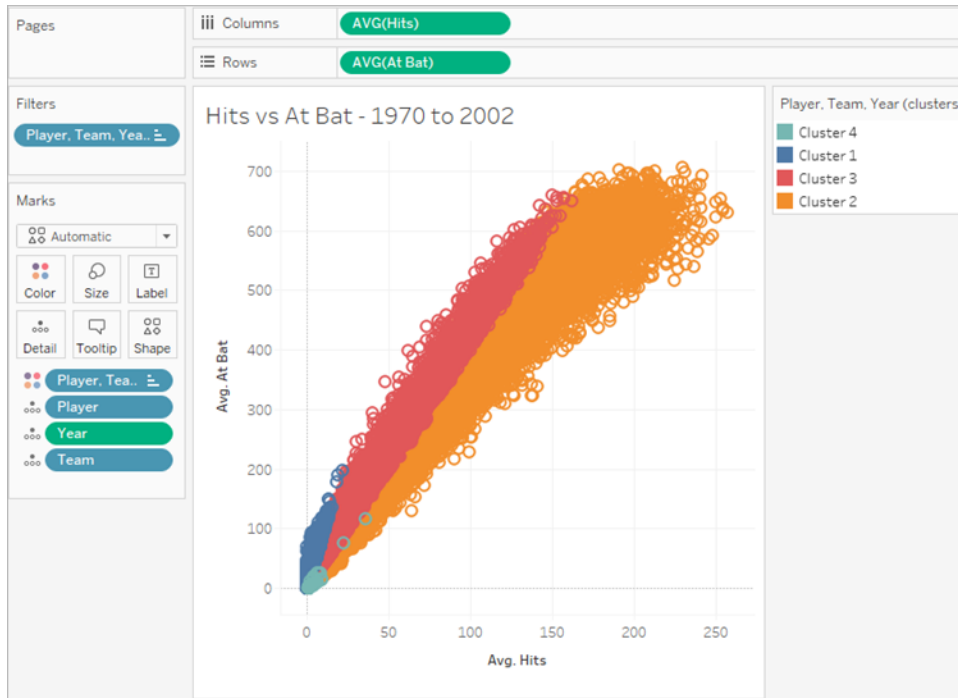 Pages
Columns
AVG(Hits)
Rows
AVG(At Bat)
Filters
Player, Team, Yea..
Marks
Automatic
Color
Size
Label
Detail
Tooltip
Shape
Player, Tea..
Player
Year
Team
Hits vs At Bat - 1970 to 2002
Avg. At Bat
700
600
500
400
300
200
100
0
0
50
100
150
200
250
Avg. Hits
Player, Team, Year (clusters
Cluster 4
Cluster 1
Cluster 3
Cluster 2